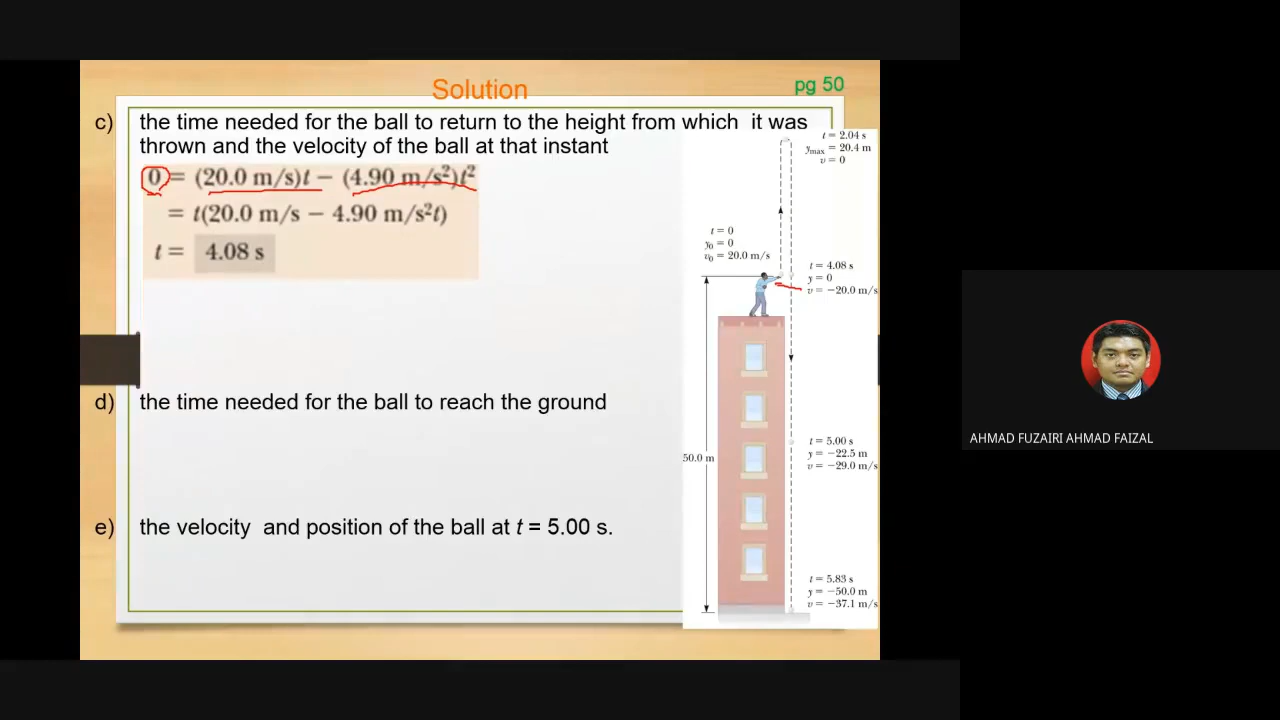 Solution
pg 50
c) the time needed for the ball to return to the height from which it was
thrown and the velocity of the ball at that instant
0 = (20.0 m/s)t − (4.90 m/s²)t²
= t(20.0 m/s − 4.90 m/s²t)
t = 4.08 s
d) the time needed for the ball to reach the ground
e) the velocity and position of the ball at t = 5.00 s.
t = 2.04 s
ymax = 20.4 m
v = 0
t = 0
y₀ = 0
v₀ = 20.0 m/s
t = 4.08 s
y = 0
v = −20.0 m/s
50.0 m
t = 5.00 s
y = −22.5 m
v = −29.0 m/s
t = 5.83 s
y = −50.0 m
v = −37.1 m/s
AHMAD FUZAIRI AHMAD FAIZAL